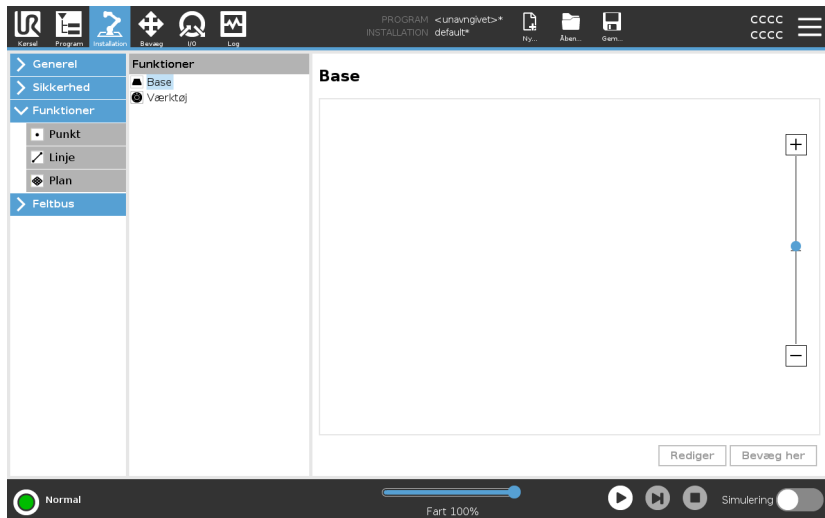 UR
Kørsel
Program
Installation
Bevæg
I/O
Log
PROGRAM <unavngivet>*
INSTALLATION default*
Ny...
Åben...
Gem...
cccc
cccc
Generel
Sikkerhed
Funktioner
Punkt
Linje
Plan
Feltbus
Funktioner
Base
Værktøj
Base
Rediger
Bevæg her
Normal
Fart 100%
Simulering